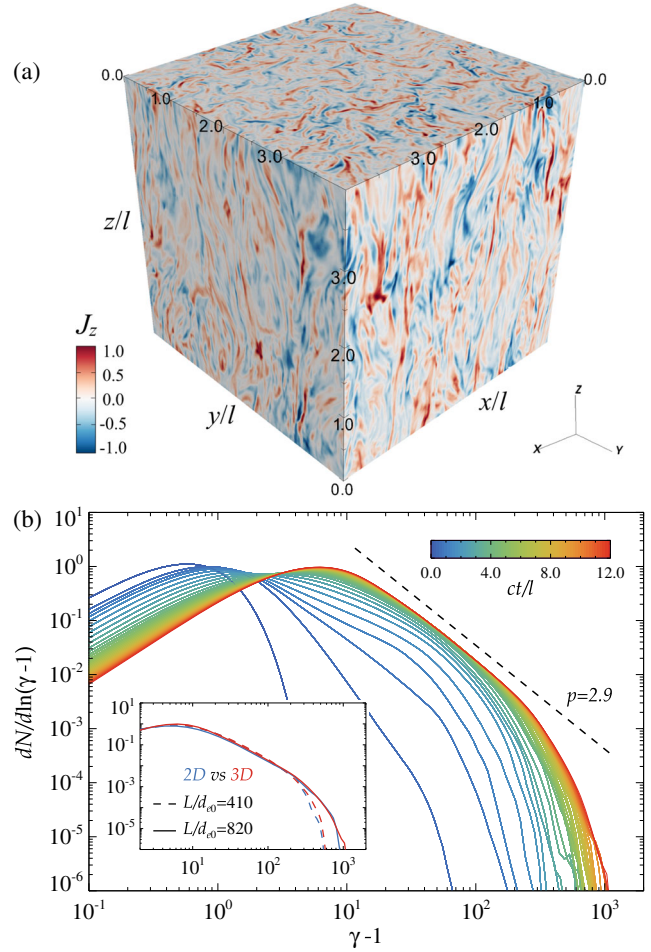 (a)
0.0
0.0
1.0
1.0
2.0
2.0
3.0
3.0
z/l
3.0
J_z
1.0
0.5
0.0
-0.5
-1.0
2.0
1.0
0.0
y/l
x/l
Z
X
Y
(b)
10^1
10^0
10^-1
10^-2
10^-3
10^-4
10^-5
10^-6
dN/dln(γ-1)
0.0 4.0 8.0 12.0
ct/l
p=2.9
10^-1
10^-3
10^-5
2D vs 3D
L/d_e0=410
L/d_e0=820
10^1 10^2 10^3
10^-1 10^0 10^1 10^2 10^3
γ-1